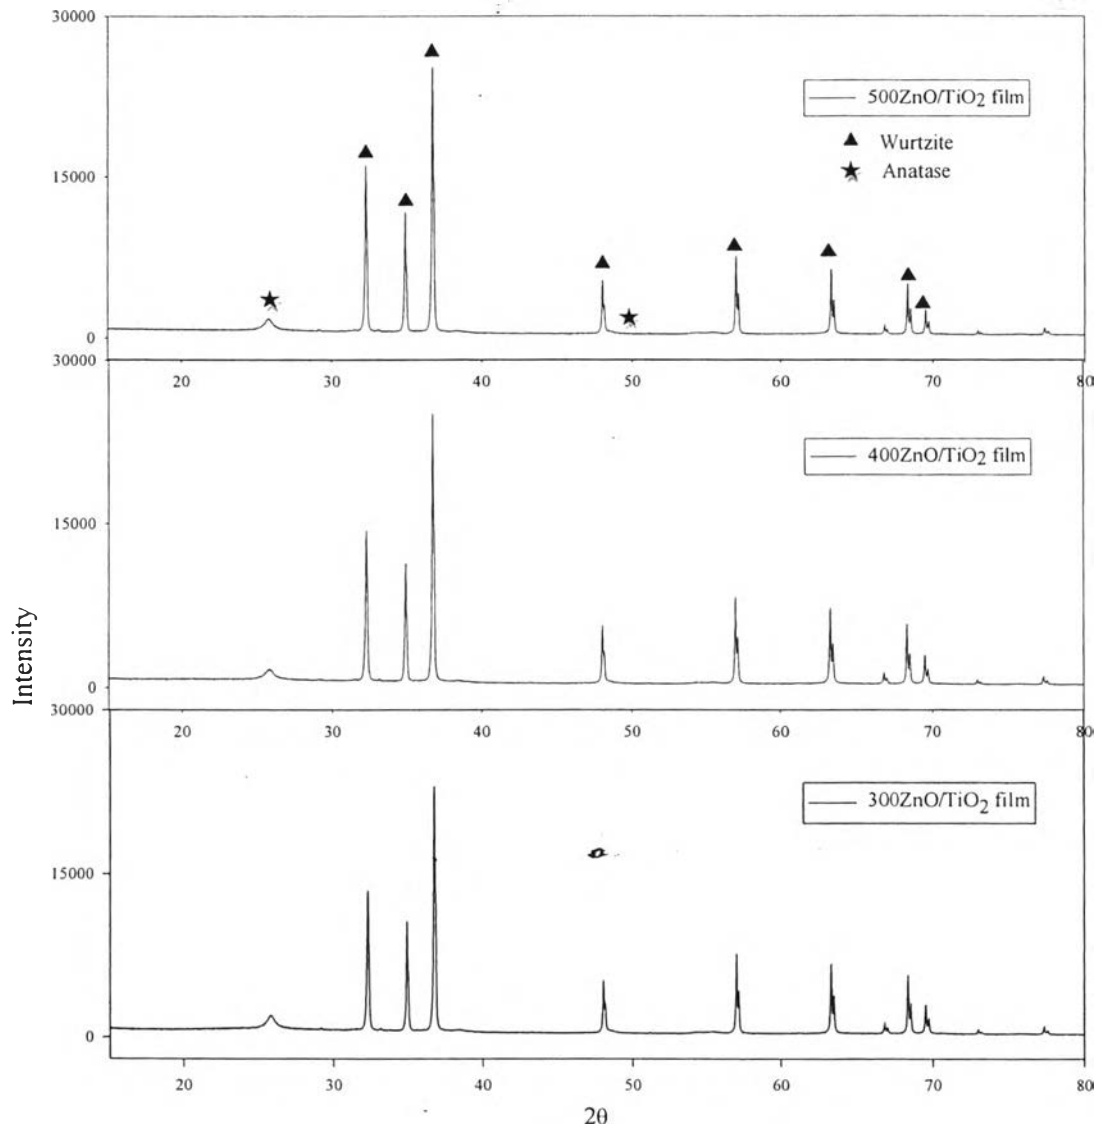 30000
15000
0
500ZnO/TiO₂ film
▲ Wurtzite
★ Anatase
20 30 40 50 60 70 80
30000
15000
0
400ZnO/TiO₂ film
20 30 40 50 60 70 80
Intensity
30000
15000
0
300ZnO/TiO₂ film
20 30 40 50 60 70 80
2θ